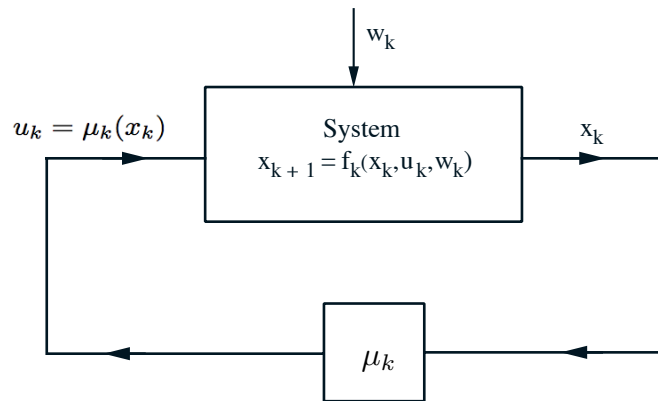 w_k
u_k = μ_k(x_k)
System
x_k
x_{k + 1} = f_k(x_k,u_k,w_k)
μ_k